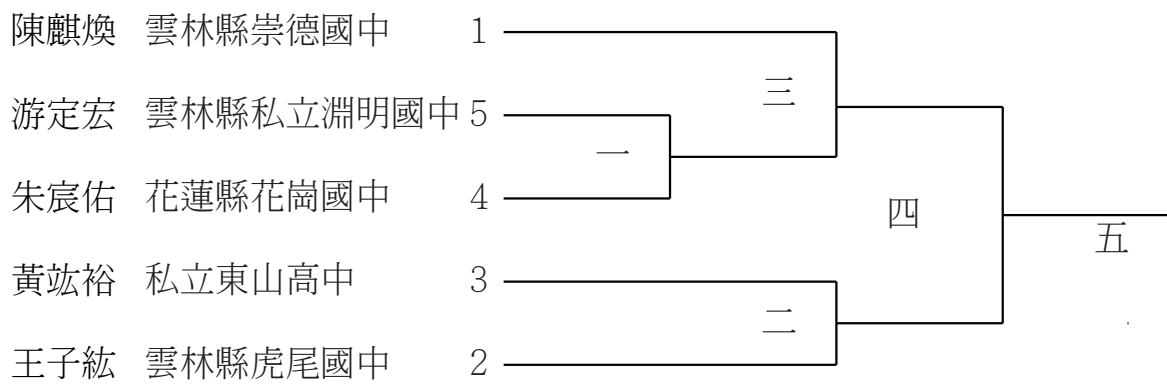 陳麒煥 雲林縣崇德國中 1
三
游定宏 雲林縣私立淵明國中 5
一
朱宸佑 花蓮縣花崗國中 4
四
五
黃竑裕 私立東山高中 3
二
王子紘 雲林縣虎尾國中 2